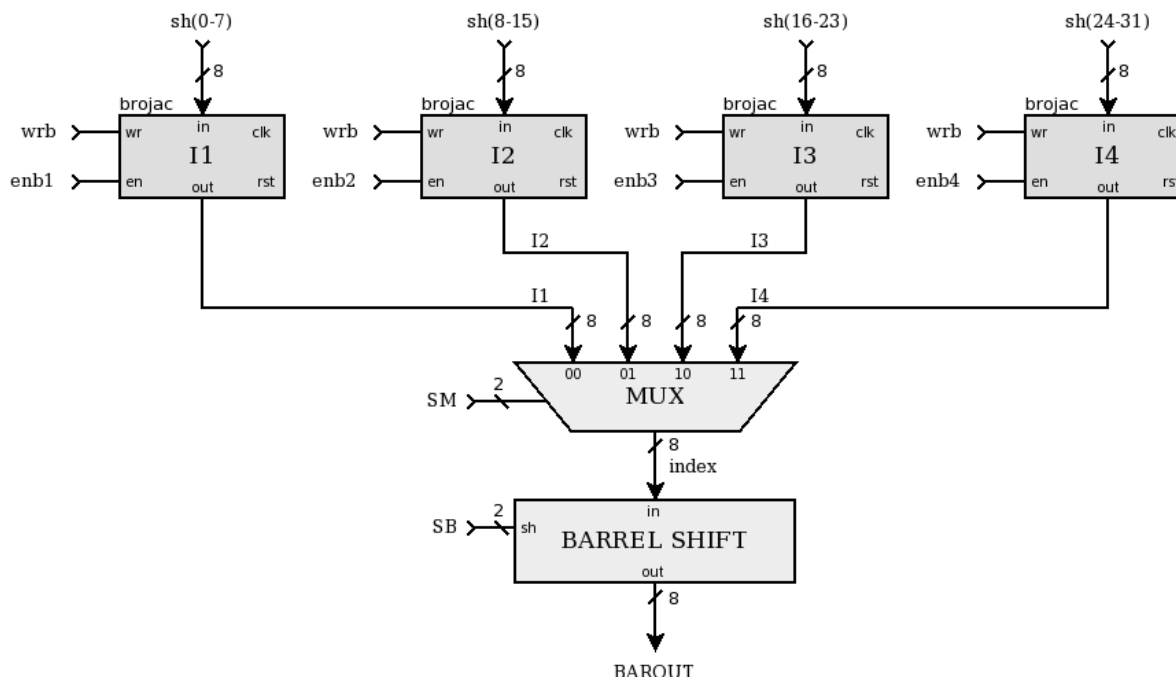 sh(0-7) sh(8-15) sh(16-23) sh(24-31)
8 8 8 8
brojac brojac brojac brojac
wrb wr in clk wrb wr in clk wrb wr in clk wrb wr in clk
I1 I2 I3 I4
enb1 en out rst enb2 en out rst enb3 en out rst enb4 en out rst
I2 I3
I1 I4
8 8 8 8
00 01 10 11
SM 2 MUX
8
index
SB 2 sh in
BARREL SHIFT
out
8
BAROUT